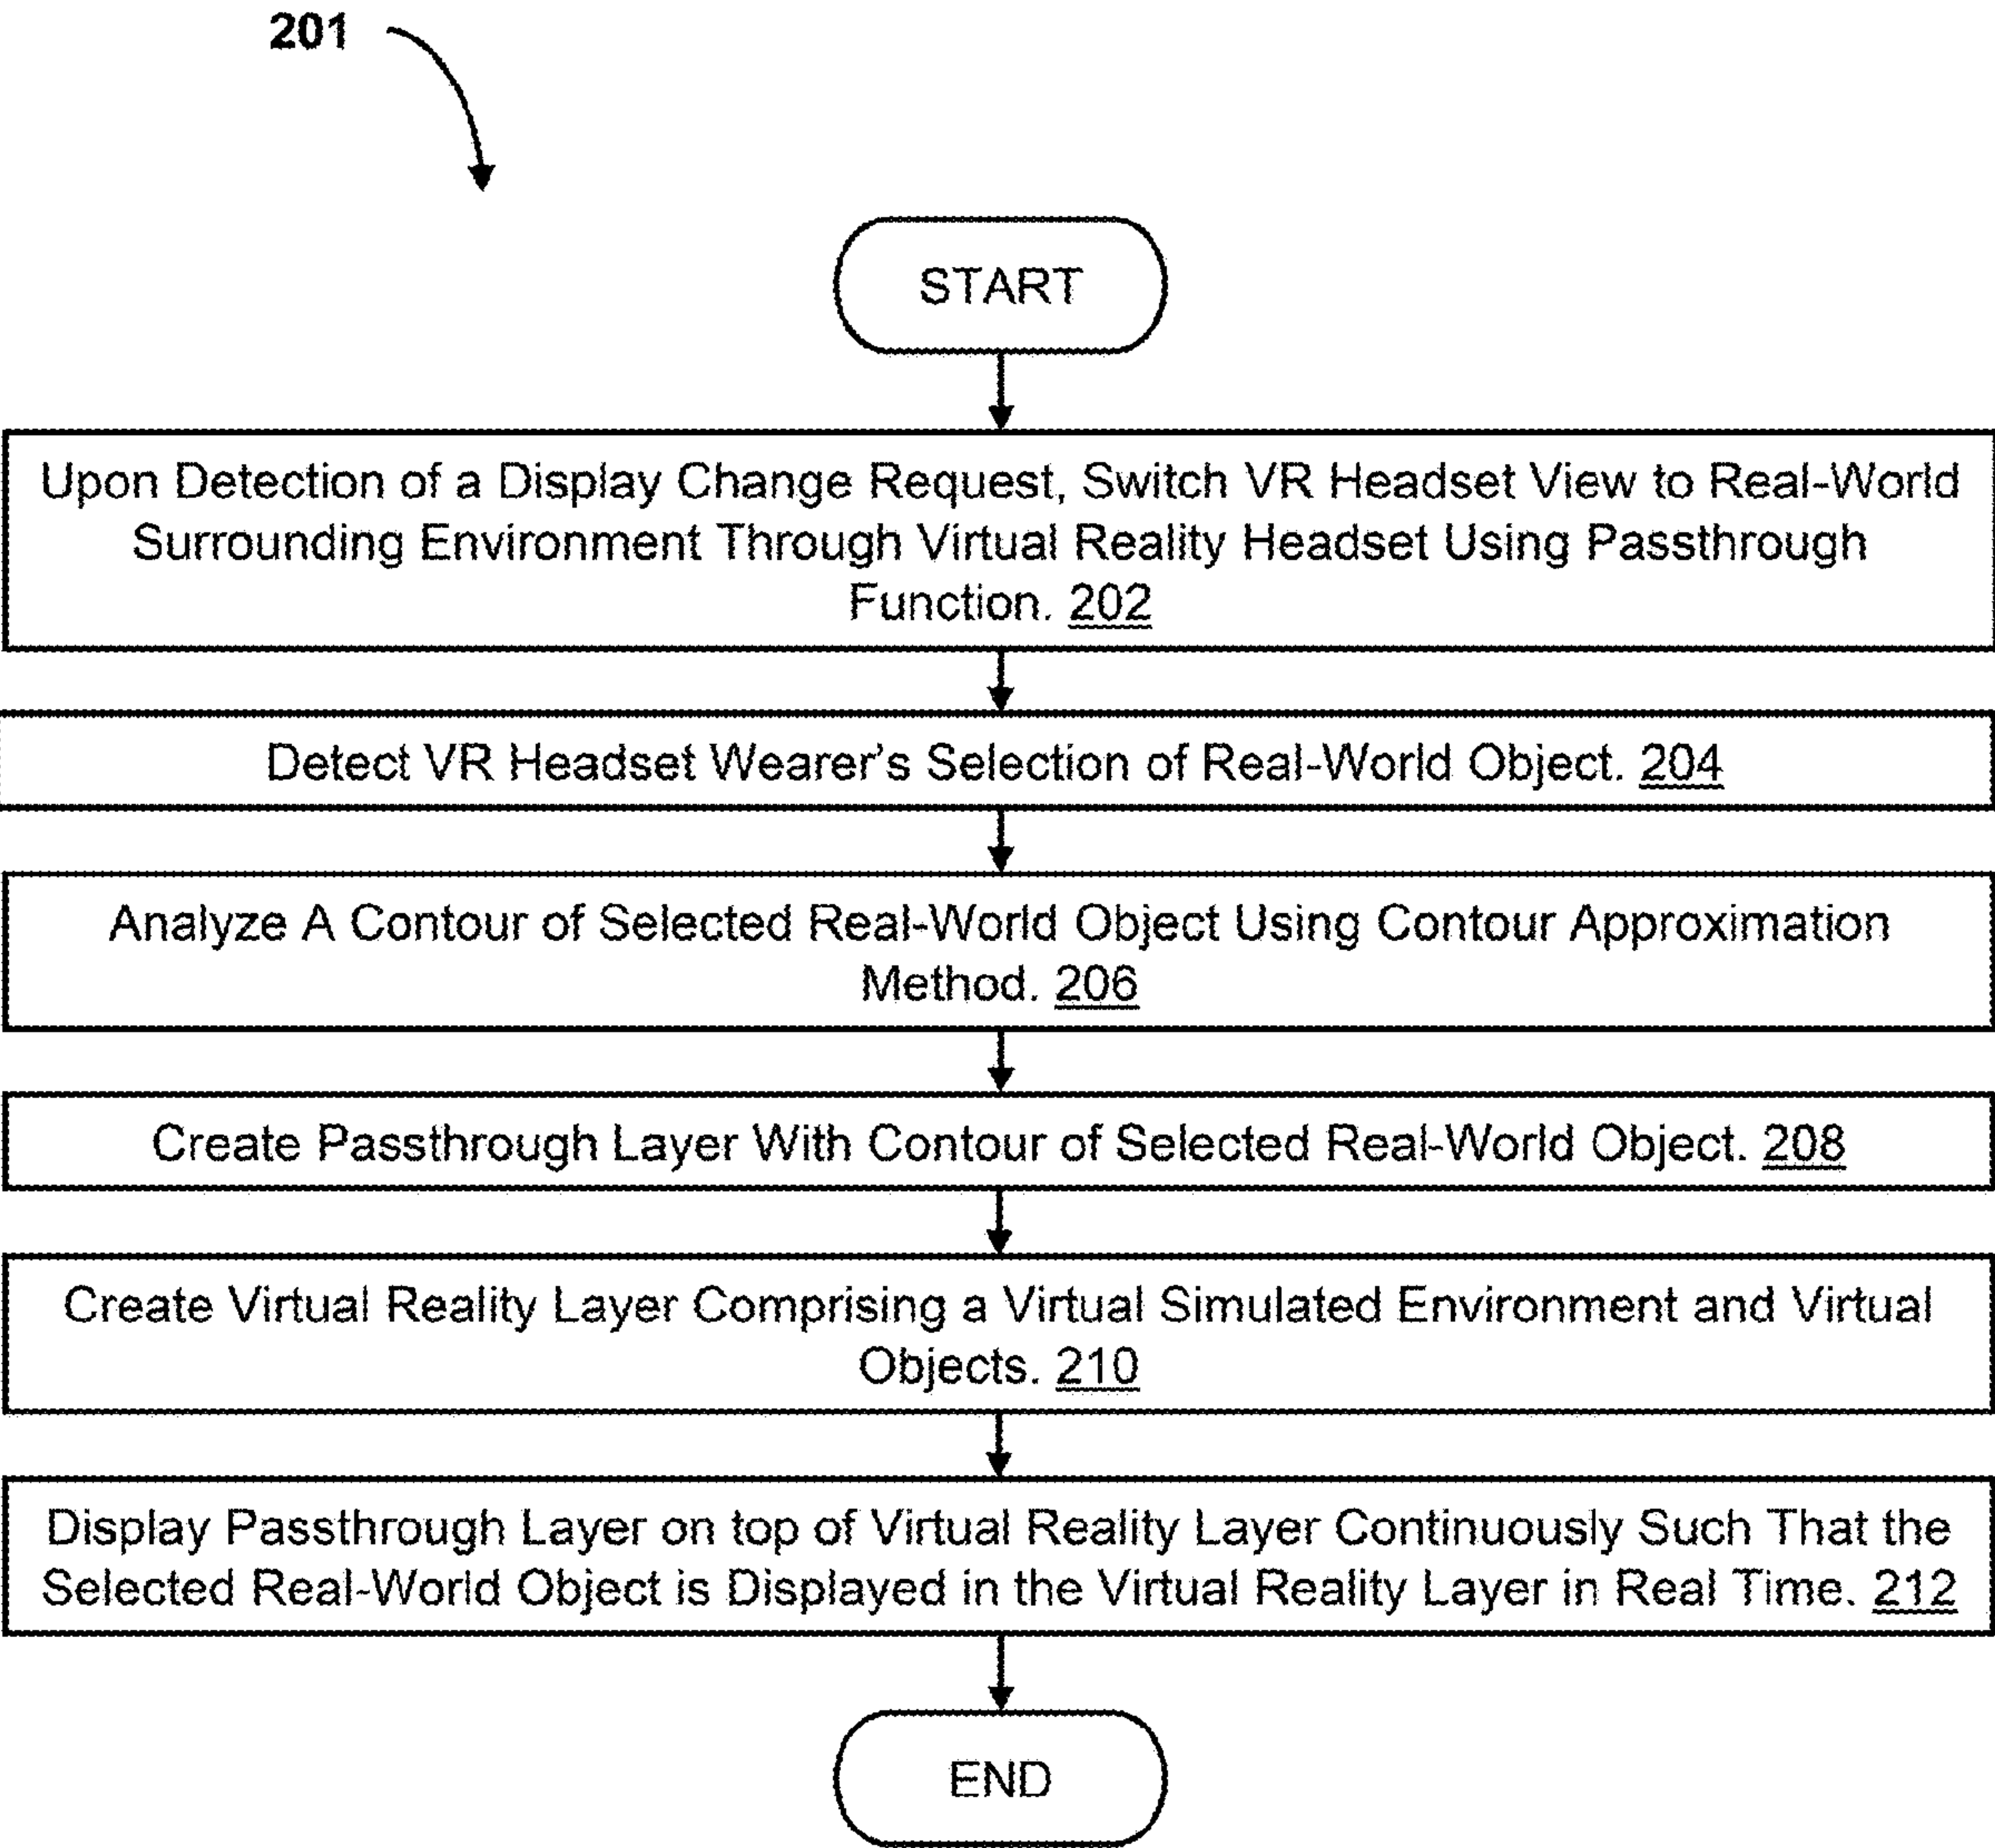 201
START
Upon Detection of a Display Change Request, Switch VR Headset View to Real-World
Surrounding Environment Through Virtual Reality Headset Using Passthrough
Function. 202
Detect VR Headset Wearer's Selection of Real-World Object. 204
Analyze A Contour of Selected Real-World Object Using Contour Approximation
Method. 206
Create Passthrough Layer With Contour of Selected Real-World Object. 208
Create Virtual Reality Layer Comprising a Virtual Simulated Environment and Virtual
Objects. 210
Display Passthrough Layer on top of Virtual Reality Layer Continuously Such That the
Selected Real-World Object is Displayed in the Virtual Reality Layer in Real Time. 212
END